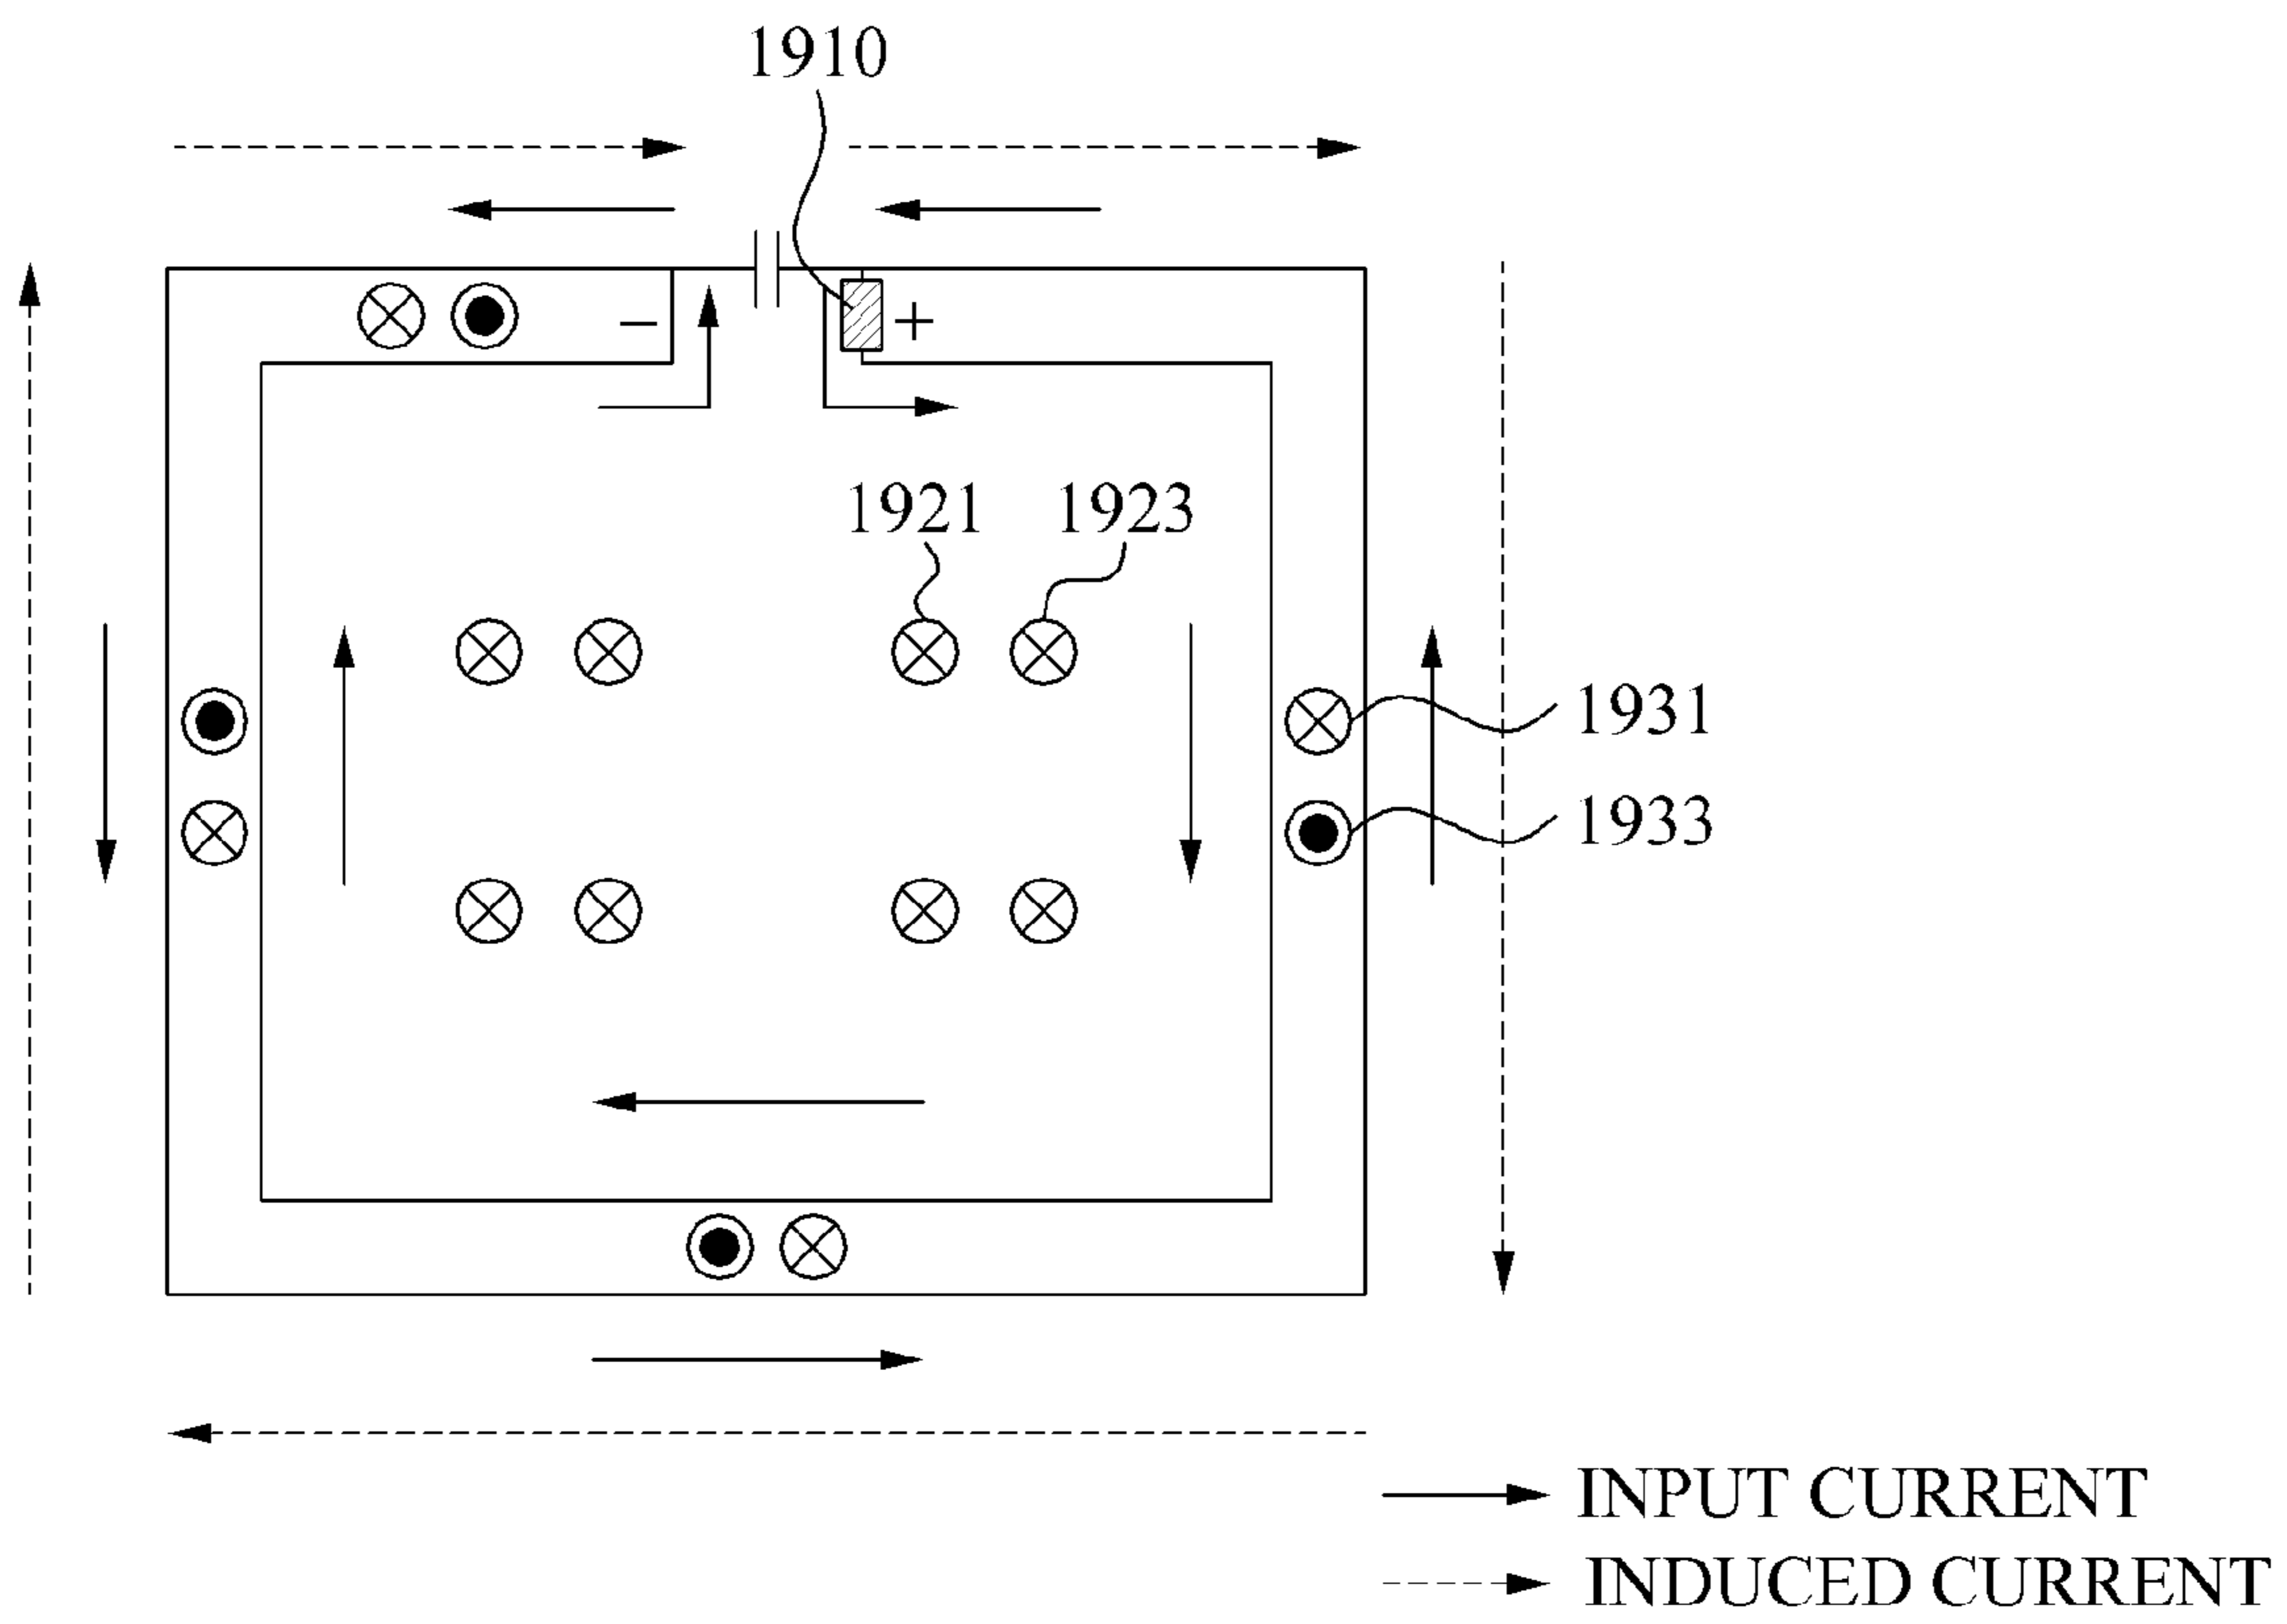 1910
− +
1921 1923
1931
1933
INPUT CURRENT
INDUCED CURRENT